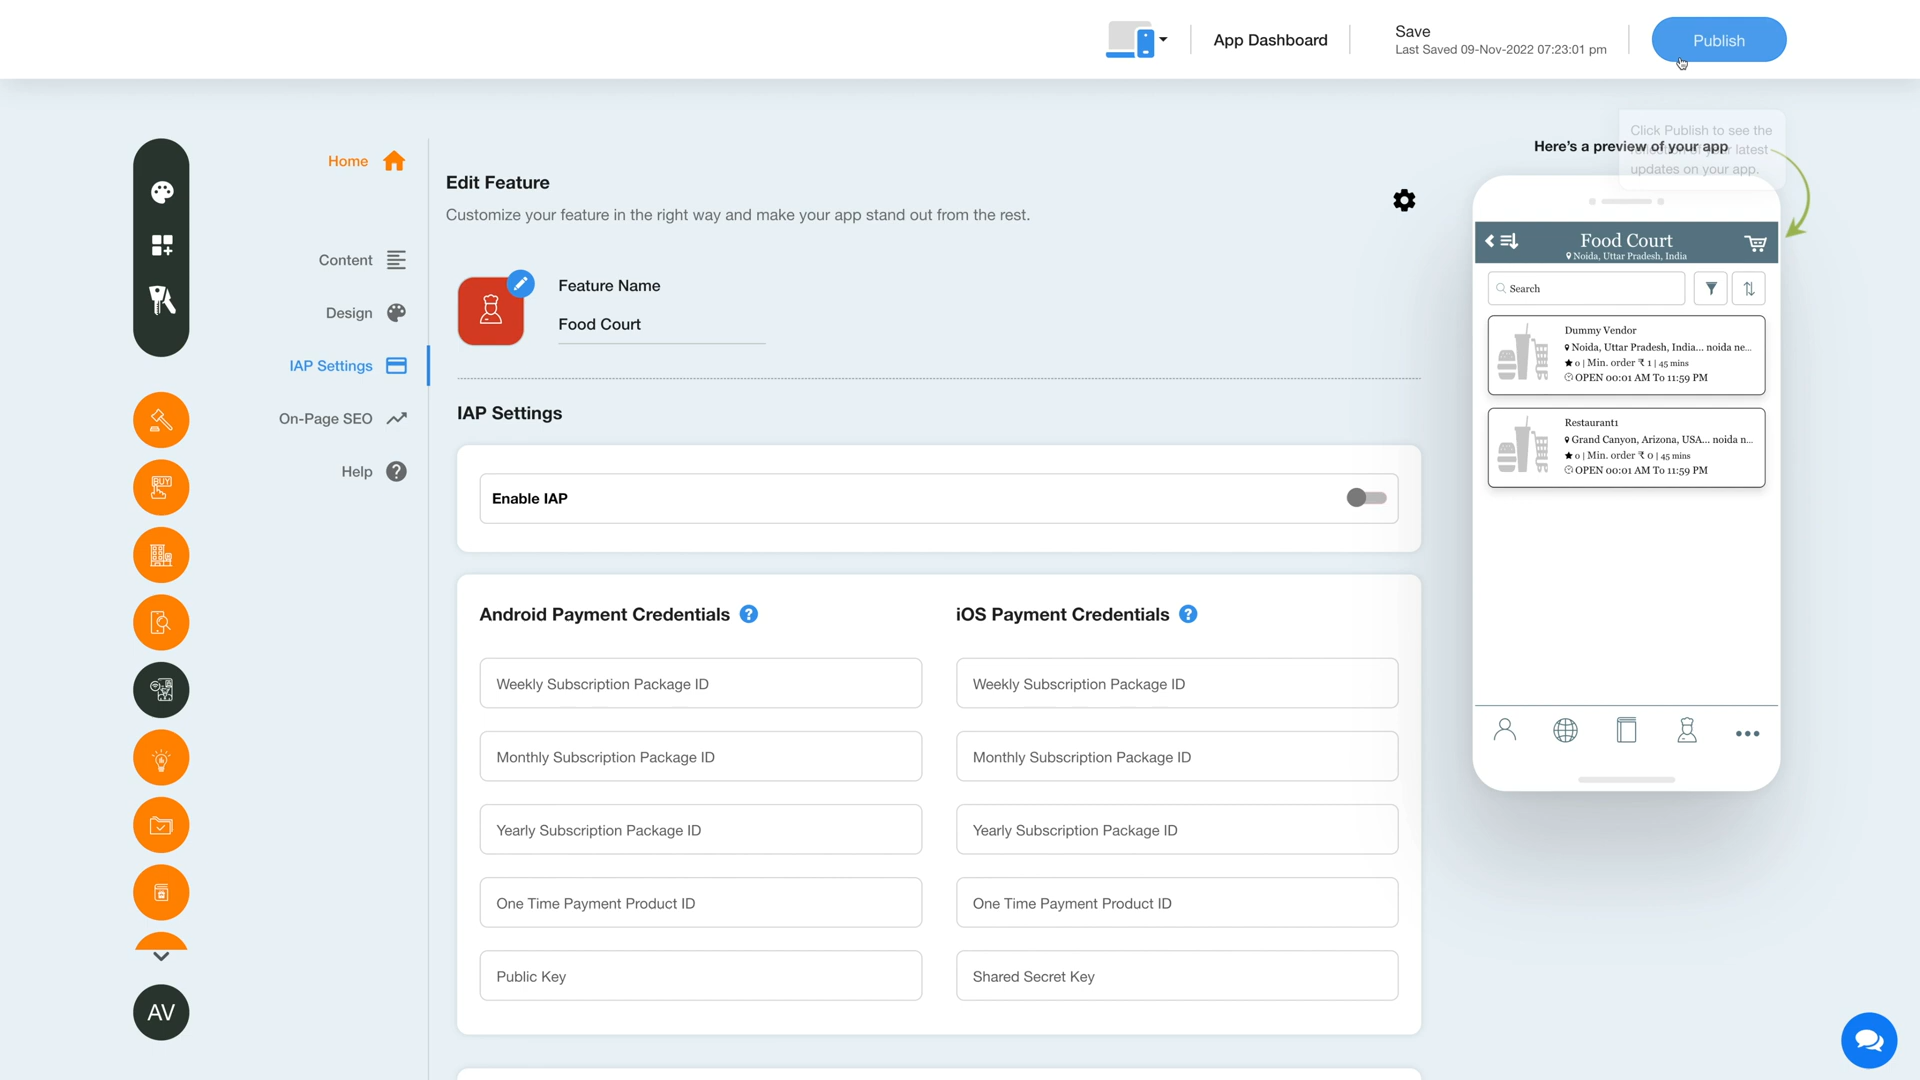 App Dashboard
Save
Last Saved 09-Nov-2022 07:23:01 pm
Publish
Click Publish to see the
reflection of your latest
updates on your app.
Here's a preview of your app
Home
Content
Design
IAP Settings
On-Page SEO
Help
BUY
AV
Edit Feature
Customize your feature in the right way and make your app stand out from the rest.
Feature Name
Food Court
IAP Settings
Enable IAP
Android Payment Credentials ?
Weekly Subscription Package ID
Monthly Subscription Package ID
Yearly Subscription Package ID
One Time Payment Product ID
Public Key
iOS Payment Credentials ?
Weekly Subscription Package ID
Monthly Subscription Package ID
Yearly Subscription Package ID
One Time Payment Product ID
Shared Secret Key
Food Court
Noida, Uttar Pradesh, India
Search
Dummy Vendor
Noida, Uttar Pradesh, India... noida ne...
0 | Min. order ₹ 1 | 45 mins
OPEN 00:01 AM To 11:59 PM
Restaurant1
Grand Canyon, Arizona, USA... noida n...
0 | Min. order ₹ 0 | 45 mins
OPEN 00:01 AM To 11:59 PM